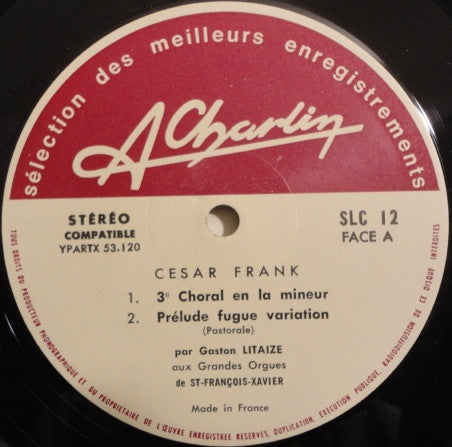 sélection des meilleurs enregistrements
A Charlin
STÉRÉO
COMPATIBLE
YPARTX 53.120
SLC 12
FACE A
CESAR FRANK
1. 3e Choral en la mineur
2. Prélude fugue variation
(Pastorale)
par Gaston LITAIZE
aux Grandes Orgues
de ST-FRANÇOIS-XAVIER
Made in France
TOUS DROITS DU PRODUCTEUR PHONOGRAPHIQUE ET DU PROPRIETAIRE DE L'ŒUVRE ENREGISTREE RESERVES, DUPLICATION, EXECUTION PUBLIQUE, RADIODIFFUSION DE CE DISQUE INTERDITES